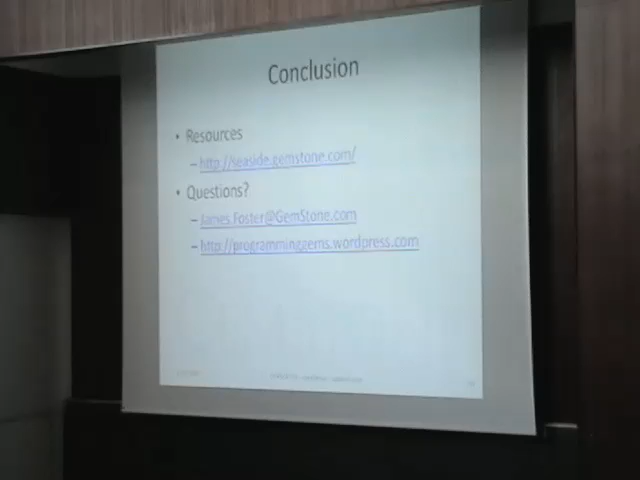 Conclusion
• Resources
– http://seaside.gemstone.com/
• Questions?
– James.Foster@GemStone.com
– http://programminggems.wordpress.com